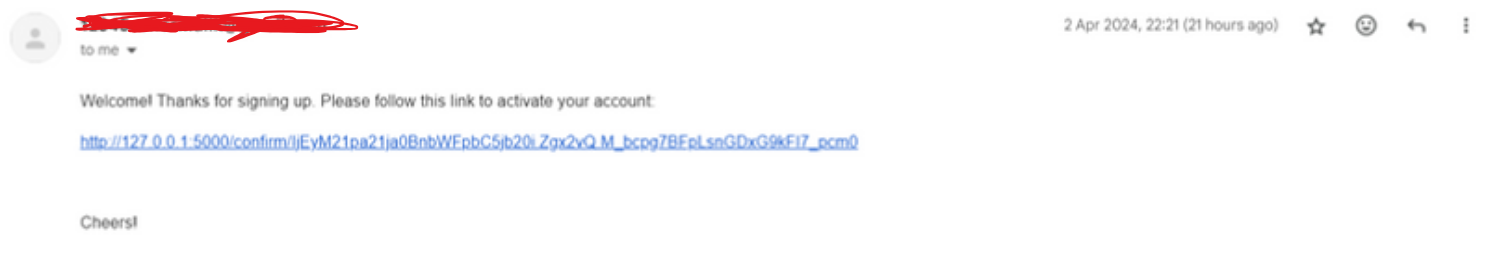 2 Apr 2024, 22:21 (21 hours ago)
to me
Welcome! Thanks for signing up. Please follow this link to activate your account:
http://127.0.0.1:5000/confirm/IjEyM21pa21ja0BnbWFpbC5jb20i.Zgx2vQ.M_bcpg7BFpLsnGDxG9kFI7_pcm0
Cheers!